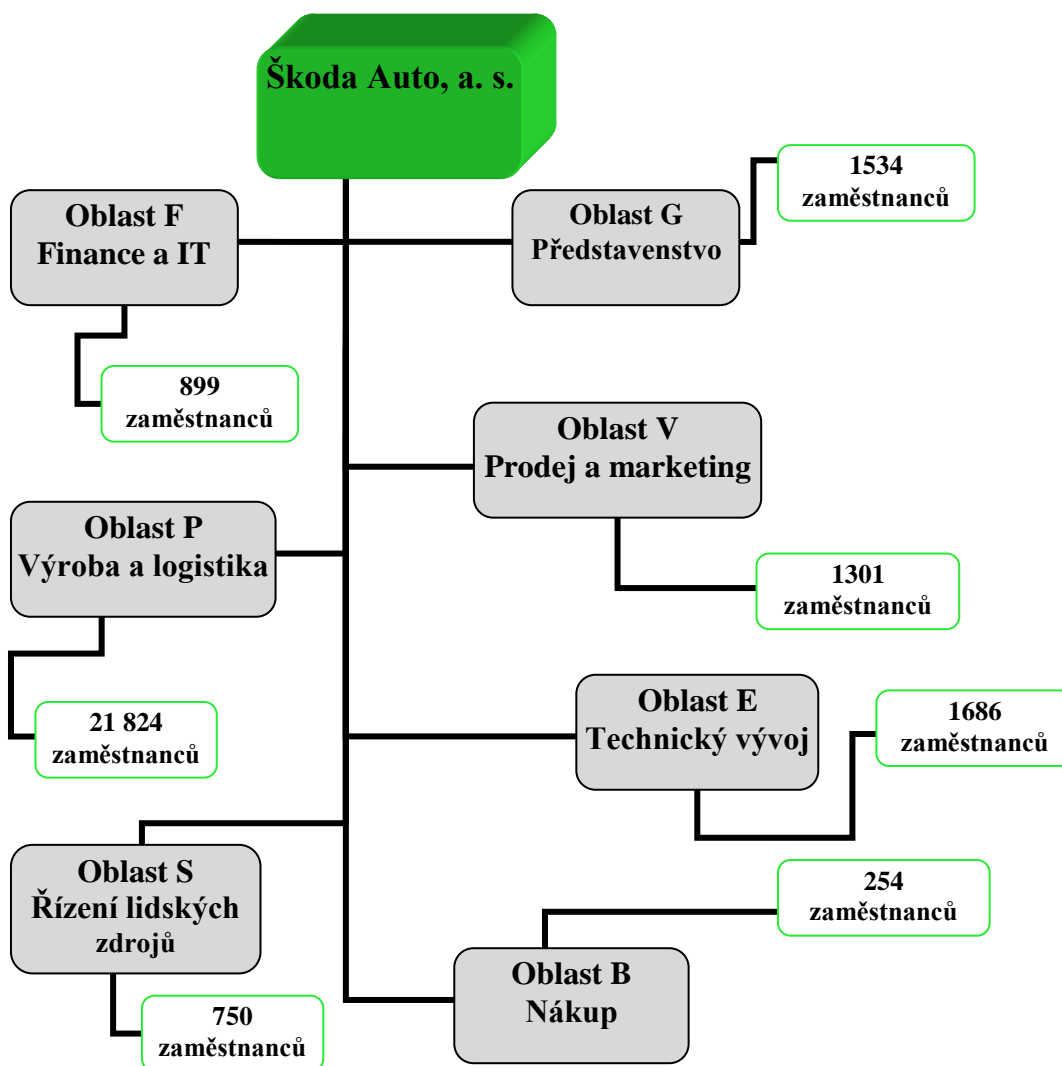 Škoda Auto, a. s.
1534
zaměstnanců
Oblast F
Finance a IT
Oblast G
Představenstvo
899
zaměstnanců
Oblast V
Prodej a marketing
Oblast P
Výroba a logistika
1301
zaměstnanců
21 824
zaměstnanců
Oblast E
Technický vývoj
1686
zaměstnanců
Oblast S
Řízení lidských
zdrojů
254
zaměstnanců
Oblast B
Nákup
750
zaměstnanců